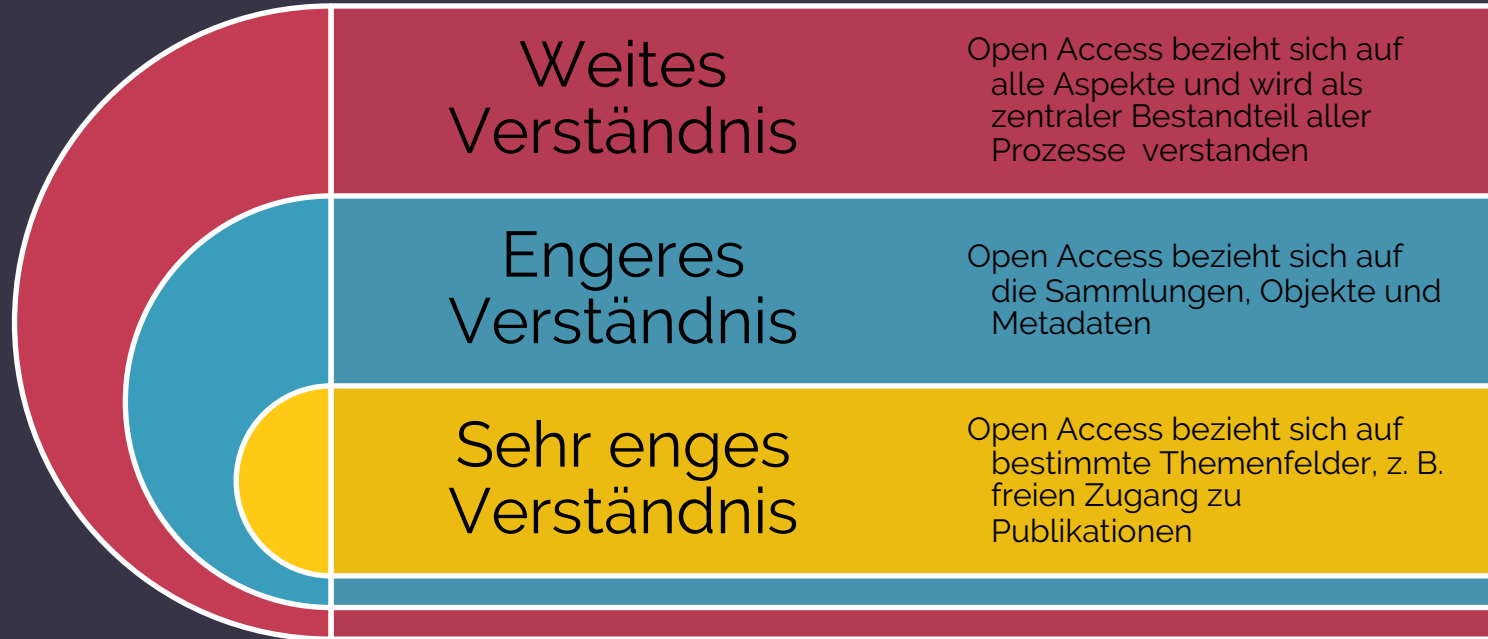 Weites
Verständnis
Open Access bezieht sich auf
alle Aspekte und wird als
zentraler Bestandteil aller
Prozesse  verstanden
Engeres
Verständnis
Open Access bezieht sich auf
die Sammlungen, Objekte und
Metadaten
Sehr enges
Verständnis
Open Access bezieht sich auf
bestimmte Themenfelder, z. B.
freien Zugang zu
Publikationen